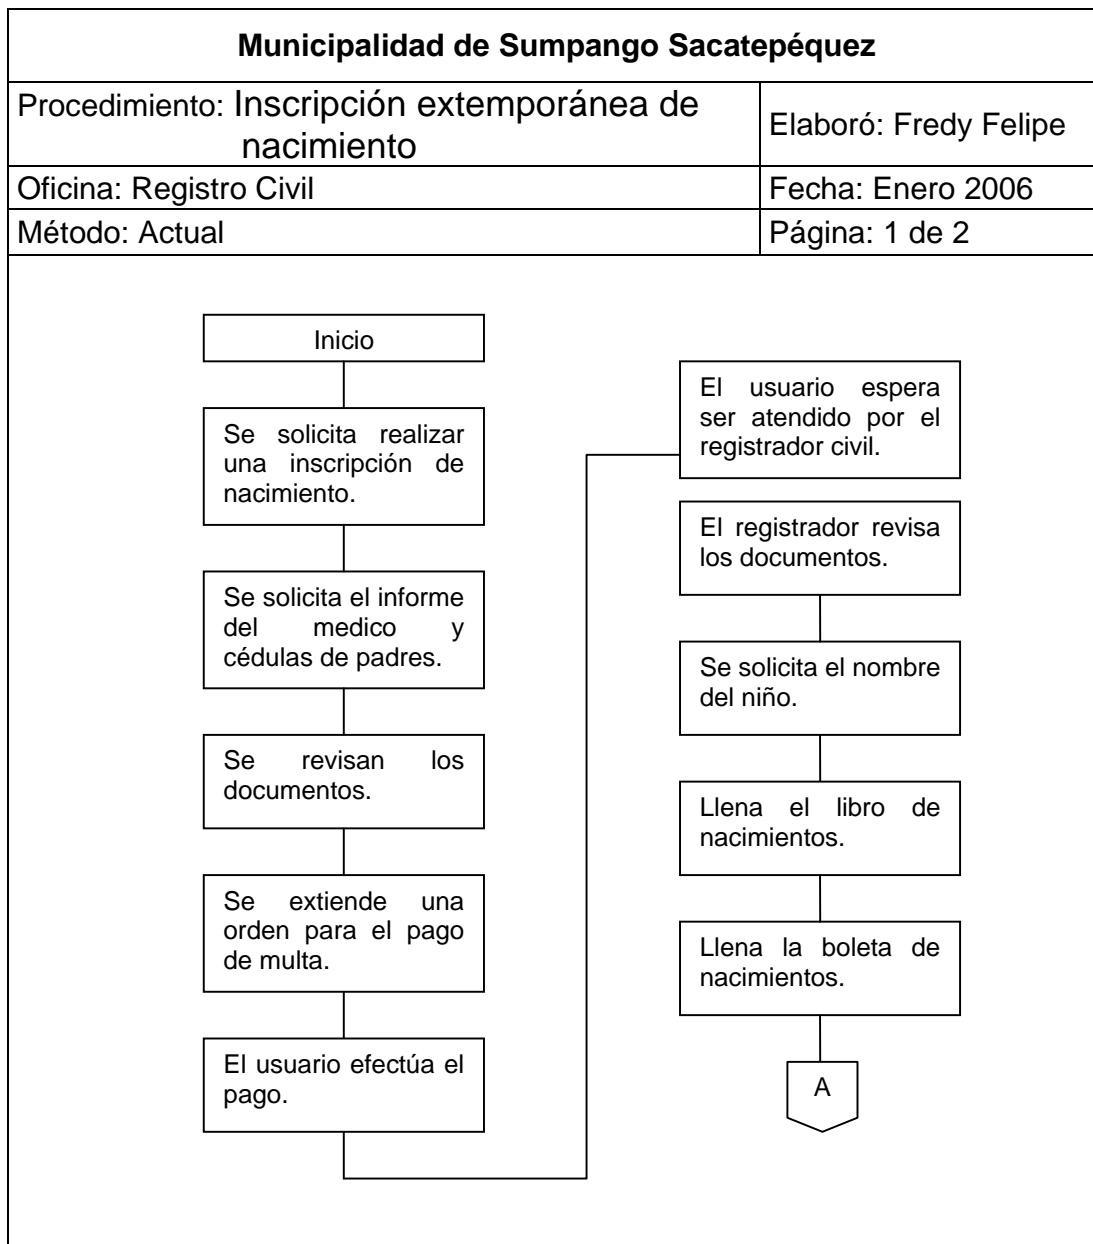 Municipalidad de Sumpango Sacatepéquez
Procedimiento: Inscripción extemporánea de
nacimiento
Elaboró: Fredy Felipe
Oficina: Registro Civil
Fecha: Enero 2006
Método: Actual
Página: 1 de 2
Inicio
Se solicita realizar
una inscripción de
nacimiento.
Se solicita el informe
del medico y
cédulas de padres.
Se revisan los
documentos.
Se extiende una
orden para el pago
de multa.
El usuario efectúa el
pago.
El usuario espera
ser atendido por el
registrador civil.
El registrador revisa
los documentos.
Se solicita el nombre
del niño.
Llena el libro de
nacimientos.
Llena la boleta de
nacimientos.
A